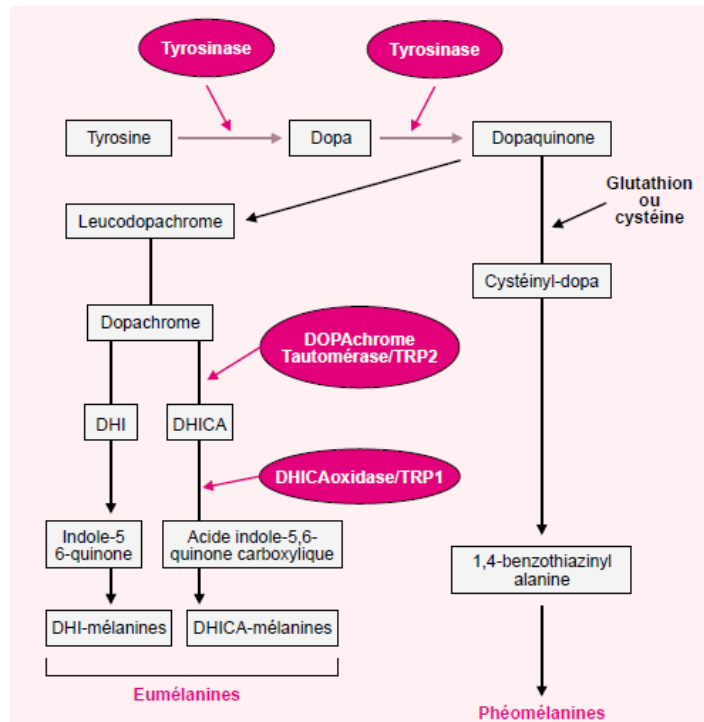 Tyrosinase
Tyrosinase
Tyrosine
Dopa
Dopaquinone
Glutathion
ou
cystéine
Leucodopachrome
Cystéinyl-dopa
Dopachrome
DOPAchrome
Tautomérase/TRP2
DHI
DHICA
DHICAoxidase/TRP1
Indole-5
6-quinone
Acide indole-5,6-
quinone carboxylique
1,4-benzothiazinyl
alanine
DHI-mélanines
DHICA-mélanines
Eumélanines
Phéomélanines